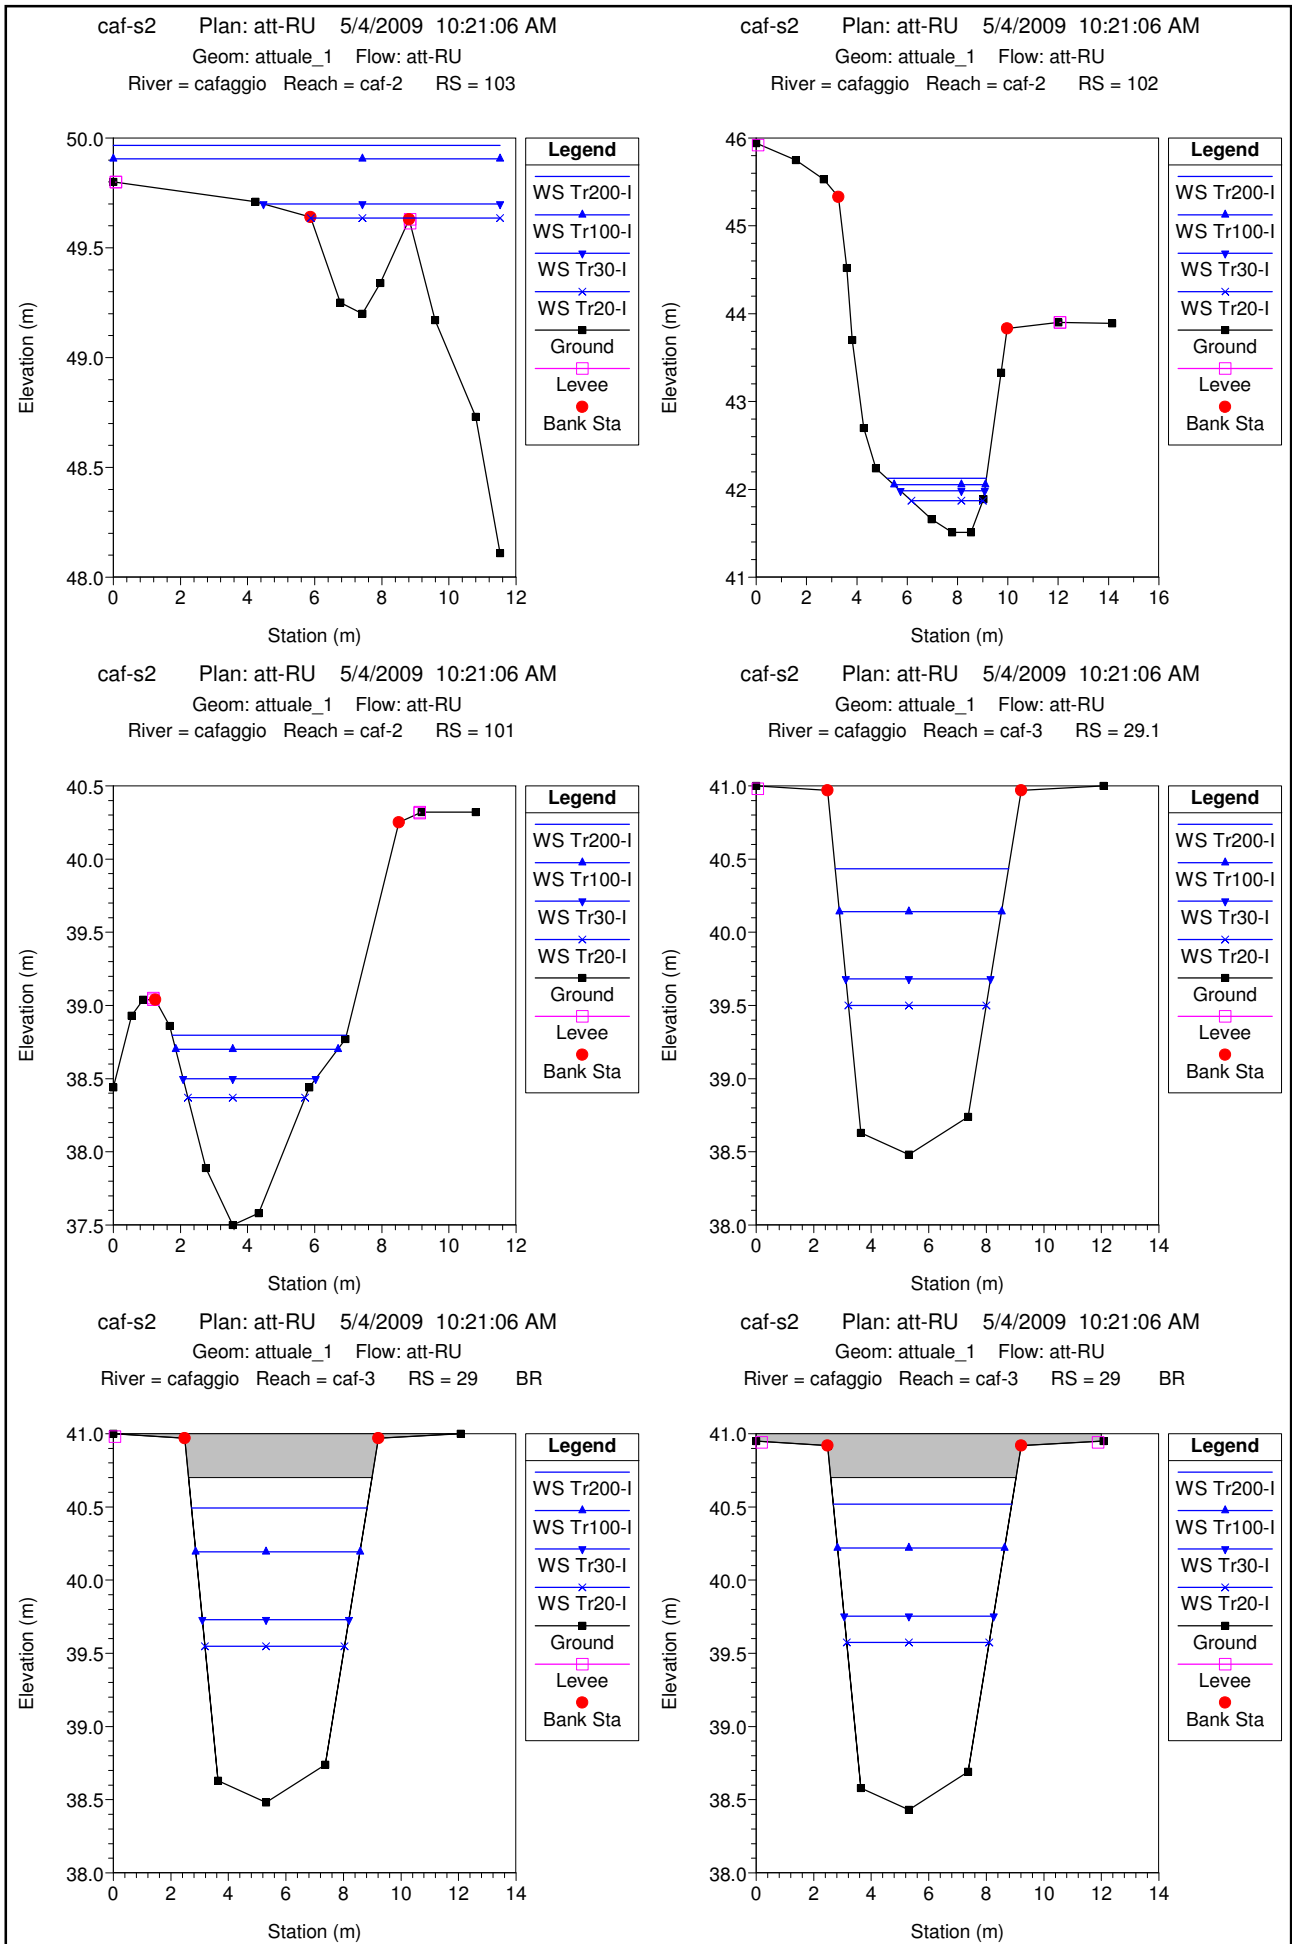 caf-s2 Plan: att-RU 5/4/2009 10:21:06 AM
Geom: attuale_1 Flow: att-RU
River = cafaggio Reach = caf-2 RS = 103
50.0
49.5
49.0
48.5
48.0
Elevation (m)
0 2 4 6 8 10 12
Station (m)
Legend
WS Tr200-I
WS Tr100-I
WS Tr30-I
WS Tr20-I
Ground
Levee
Bank Sta
caf-s2 Plan: att-RU 5/4/2009 10:21:06 AM
Geom: attuale_1 Flow: att-RU
River = cafaggio Reach = caf-2 RS = 102
46
45
44
43
42
41
Elevation (m)
0 2 4 6 8 10 12 14 16
Station (m)
Legend
WS Tr200-I
WS Tr100-I
WS Tr30-I
WS Tr20-I
Ground
Levee
Bank Sta
caf-s2 Plan: att-RU 5/4/2009 10:21:06 AM
Geom: attuale_1 Flow: att-RU
River = cafaggio Reach = caf-2 RS = 101
40.5
40.0
39.5
39.0
38.5
38.0
37.5
Elevation (m)
0 2 4 6 8 10 12
Station (m)
Legend
WS Tr200-I
WS Tr100-I
WS Tr30-I
WS Tr20-I
Ground
Levee
Bank Sta
caf-s2 Plan: att-RU 5/4/2009 10:21:06 AM
Geom: attuale_1 Flow: att-RU
River = cafaggio Reach = caf-3 RS = 29.1
41.0
40.5
40.0
39.5
39.0
38.5
38.0
Elevation (m)
0 2 4 6 8 10 12 14
Station (m)
Legend
WS Tr200-I
WS Tr100-I
WS Tr30-I
WS Tr20-I
Ground
Levee
Bank Sta
caf-s2 Plan: att-RU 5/4/2009 10:21:06 AM
Geom: attuale_1 Flow: att-RU
River = cafaggio Reach = caf-3 RS = 29 BR
41.0
40.5
40.0
39.5
39.0
38.5
38.0
Elevation (m)
0 2 4 6 8 10 12 14
Station (m)
Legend
WS Tr200-I
WS Tr100-I
WS Tr30-I
WS Tr20-I
Ground
Levee
Bank Sta
caf-s2 Plan: att-RU 5/4/2009 10:21:06 AM
Geom: attuale_1 Flow: att-RU
River = cafaggio Reach = caf-3 RS = 29 BR
41.0
40.5
40.0
39.5
39.0
38.5
38.0
Elevation (m)
0 2 4 6 8 10 12 14
Station (m)
Legend
WS Tr200-I
WS Tr100-I
WS Tr30-I
WS Tr20-I
Ground
Levee
Bank Sta